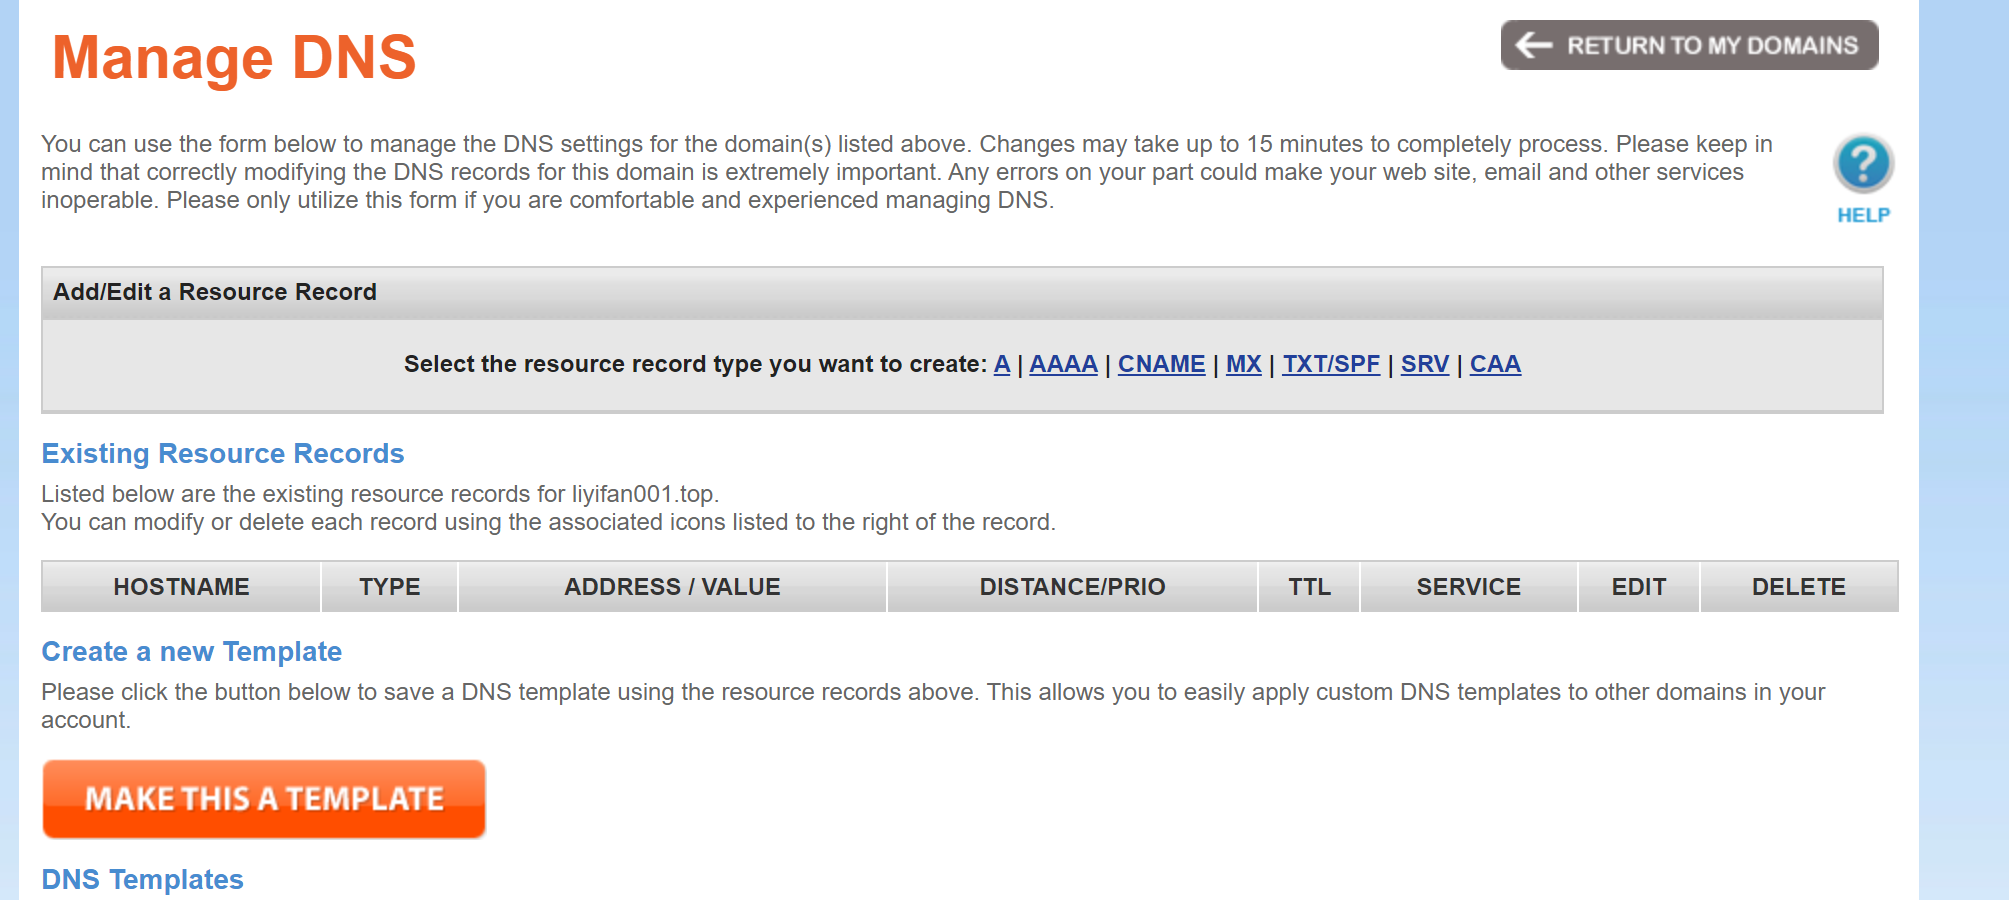 Manage DNS
RETURN TO MY DOMAINS
You can use the form below to manage the DNS settings for the domain(s) listed above. Changes may take up to 15 minutes to completely process. Please keep in
mind that correctly modifying the DNS records for this domain is extremely important. Any errors on your part could make your web site, email and other services
inoperable. Please only utilize this form if you are comfortable and experienced managing DNS.
?
HELP
Add/Edit a Resource Record
Select the resource record type you want to create: A | AAAA | CNAME | MX | TXT/SPF | SRV | CAA
Existing Resource Records
Listed below are the existing resource records for liyifan001.top.
You can modify or delete each record using the associated icons listed to the right of the record.
HOSTNAME TYPE ADDRESS / VALUE DISTANCE/PRIO TTL SERVICE EDIT DELETE
Create a new Template
Please click the button below to save a DNS template using the resource records above. This allows you to easily apply custom DNS templates to other domains in your
account.
MAKE THIS A TEMPLATE
DNS Templates